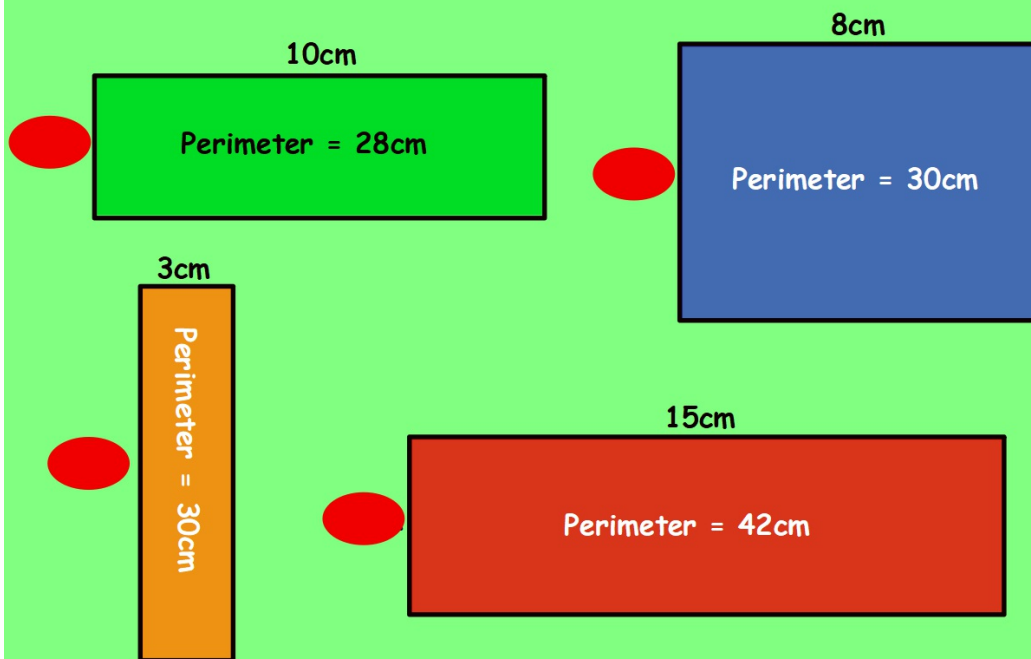 10cm
Perimeter = 28cm
8cm
Perimeter = 30cm
3cm
Perimeter = 30cm
15cm
Perimeter = 42cm